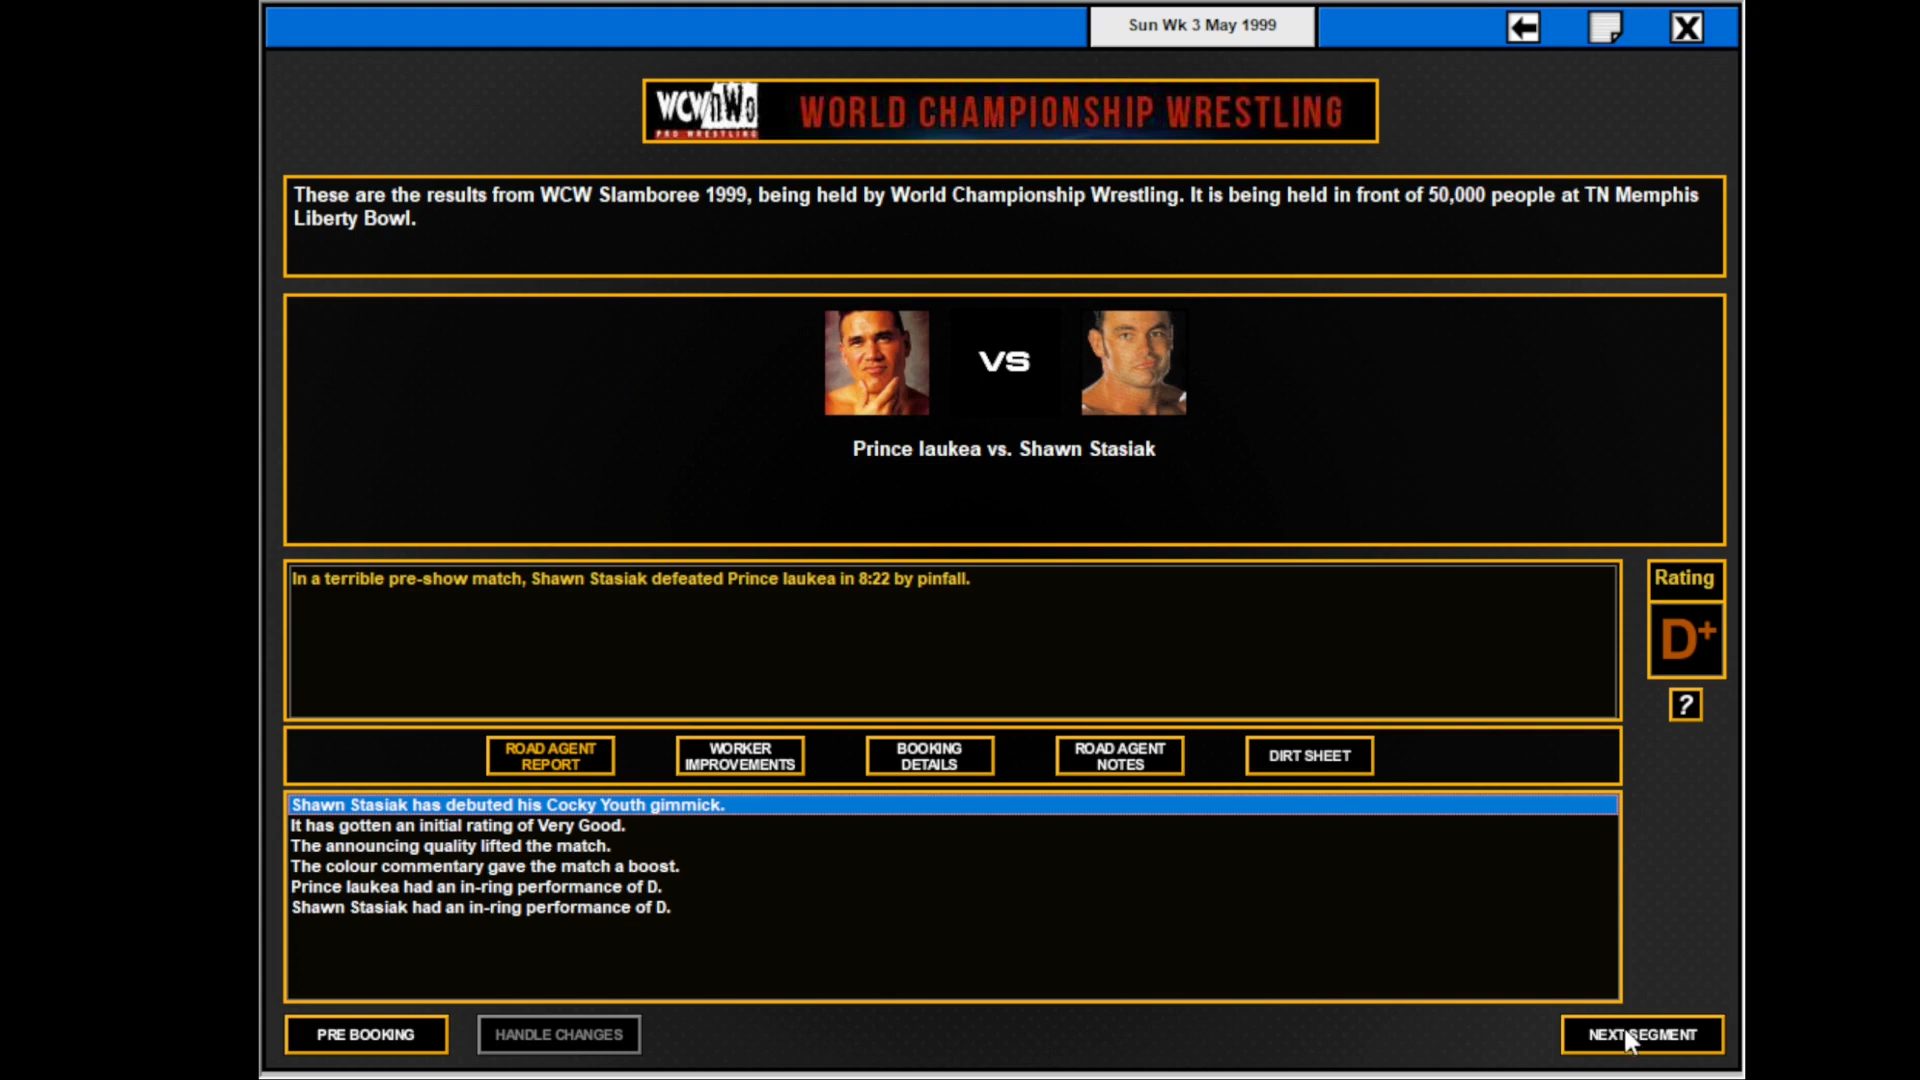 Sun Wk 3 May 1999
WCW nWo
PRO WRESTLING
WORLD CHAMPIONSHIP WRESTLING
These are the results from WCW Slamboree 1999, being held by World Championship Wrestling. It is being held in front of 50,000 people at TN Memphis
Liberty Bowl.
VS
Prince Iaukea vs. Shawn Stasiak
In a terrible pre-show match, Shawn Stasiak defeated Prince Iaukea in 8:22 by pinfall.
Rating
D+
?
ROAD AGENT
REPORT
WORKER
IMPROVEMENTS
BOOKING
DETAILS
ROAD AGENT
NOTES
DIRT SHEET
Shawn Stasiak has debuted his Cocky Youth gimmick.
It has gotten an initial rating of Very Good.
The announcing quality lifted the match.
The colour commentary gave the match a boost.
Prince Iaukea had an in-ring performance of D.
Shawn Stasiak had an in-ring performance of D.
PRE BOOKING
HANDLE CHANGES
NEXT SEGMENT